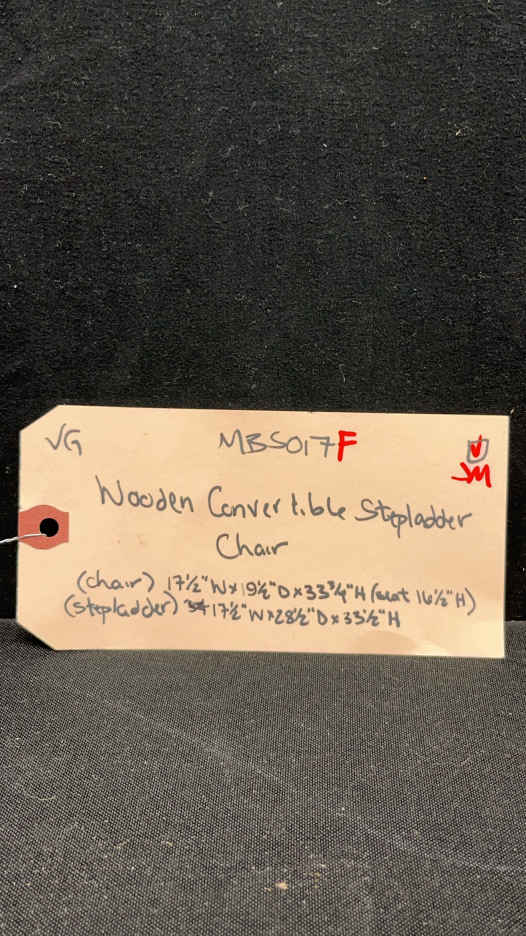 VG MBS017F JM
Wooden Convertible Stepladder
Chair
(chair) 17½"W x 19½"D x 33¾"H (seat 16½"H)
(stepladder) 17½"W x 28½"D x 33½"H